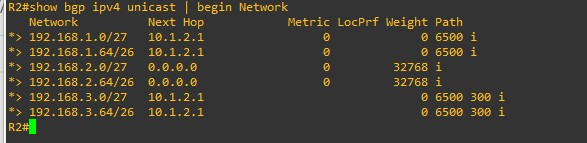 R2#show bgp ipv4 unicast | begin Network
     Network          Next Hop            Metric LocPrf Weight Path
 *>  192.168.1.0/27   10.1.2.1                 0             0 6500 i
 *>  192.168.1.64/26  10.1.2.1                 0             0 6500 i
 *>  192.168.2.0/27   0.0.0.0                  0         32768 i
 *>  192.168.2.64/26  0.0.0.0                  0         32768 i
 *>  192.168.3.0/27   10.1.2.1                               0 6500 300 i
 *>  192.168.3.64/26  10.1.2.1                               0 6500 300 i
R2#